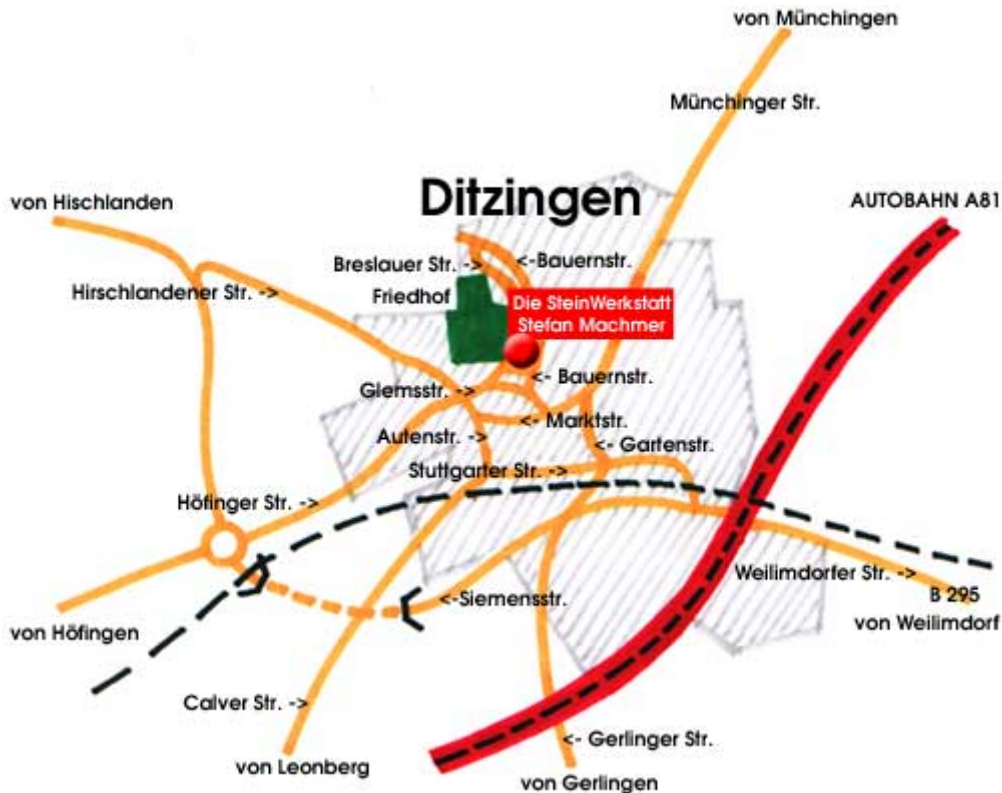 von Münchingen
Münchinger Str.
Ditzingen
von Hischlanden
AUTOBAHN A81
Breslauer Str. ->
<-Bauernstr.
Hirschlandener Str. ->
Friedhof
Die SteinWerkstatt
Stefan Machmer
<- Bauernstr.
Glemsstr. ->
<- Marktstr.
Autenstr. ->
<- Gartenstr.
Stuttgarter Str. ->
Höfinger Str. ->
Weilimdorfer Str. ->
<-Siemensstr.
B 295
von Höfingen
von Weilimdorf
Calver Str. ->
<- Gerlinger Str.
von Leonberg
von Gerlingen